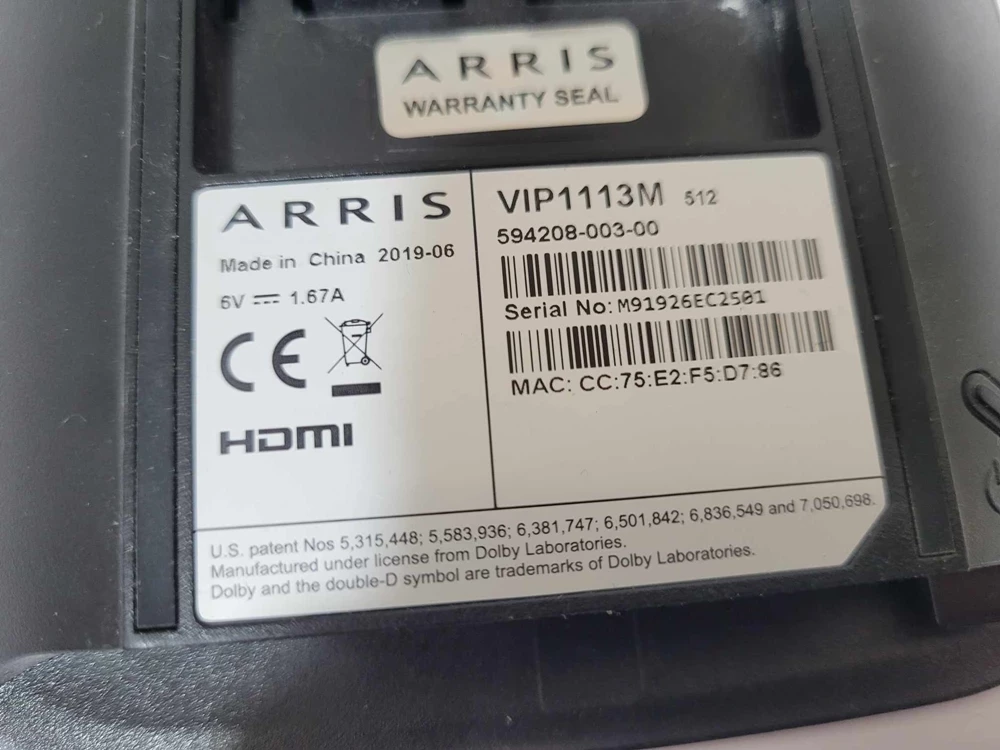 ARRIS
WARRANTY SEAL
ARRIS
Made in China 2019-06
6V ⎓ 1.67A
CE
HDMI
VIP1113M 512
594208-003-00
Serial No: M91926EC2501
MAC: CC:75:E2:F5:D7:86
U.S. patent Nos 5,315,448; 5,583,936; 6,381,747; 6,501,842; 6,836,549 and 7,050,698.
Manufactured under license from Dolby Laboratories.
Dolby and the double-D symbol are trademarks of Dolby Laboratories.